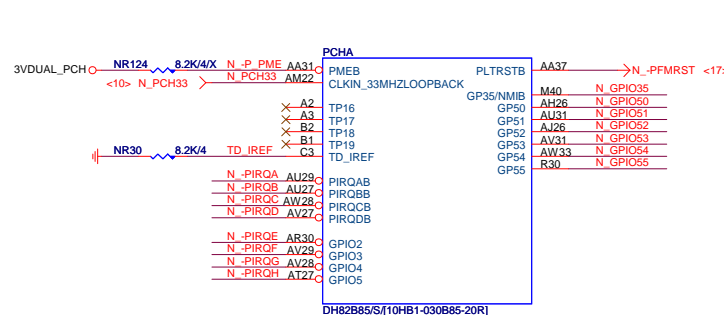 PCHA
3VDUAL_PCH NR124 8.2K/4/X N_-P_PME AA31 PMEB PLTRSTB AA37 N_-PFMRST <17:
<10> N_PCH33 N_PCH33 AM22 CLKIN_33MHZLOOPBACK
GP35/NMIB M40 N_GPIO35
A2 TP16 GP50 AH26 N_GPIO50
A3 TP17 GP51 AU31 N_GPIO51
B2 TP18 GP52 AJ26 N_GPIO52
B1 TP19 GP53 AV31 N_GPIO53
NR30 8.2K/4 TD_IREF C3 TD_IREF GP54 AW33 N_GPIO54
GP55 R30 N_GPIO55
N_-PIRQA AU29 PIRQAB
N_-PIRQB AU27 PIRQBB
N_-PIRQC AW28 PIRQCB
N_-PIRQD AV27 PIRQDB
N_-PIRQE AR30 GPIO2
N_-PIRQF AV29 GPIO3
N_-PIRQG AV28 GPIO4
N_-PIRQH AT27 GPIO5
DH82B85/S/[10HB1-030B85-20R]